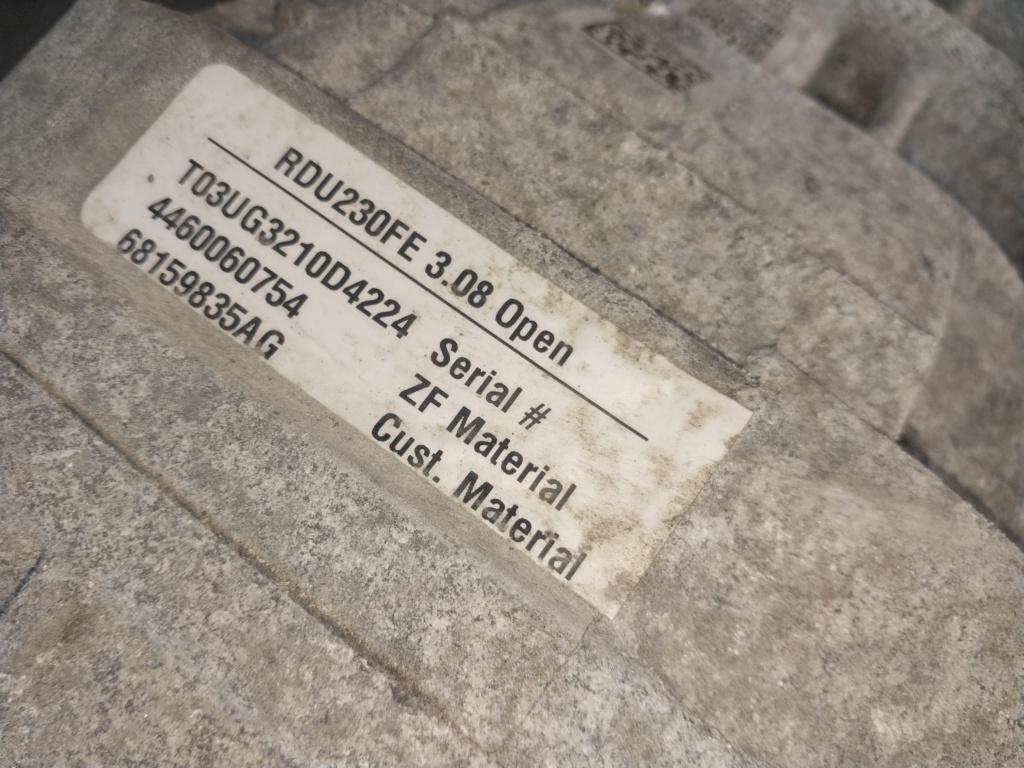 RDU230FE 3.08 Open
T03UG3210D4224 Serial #
4460060754 ZF Material
68159835AG Cust. Material